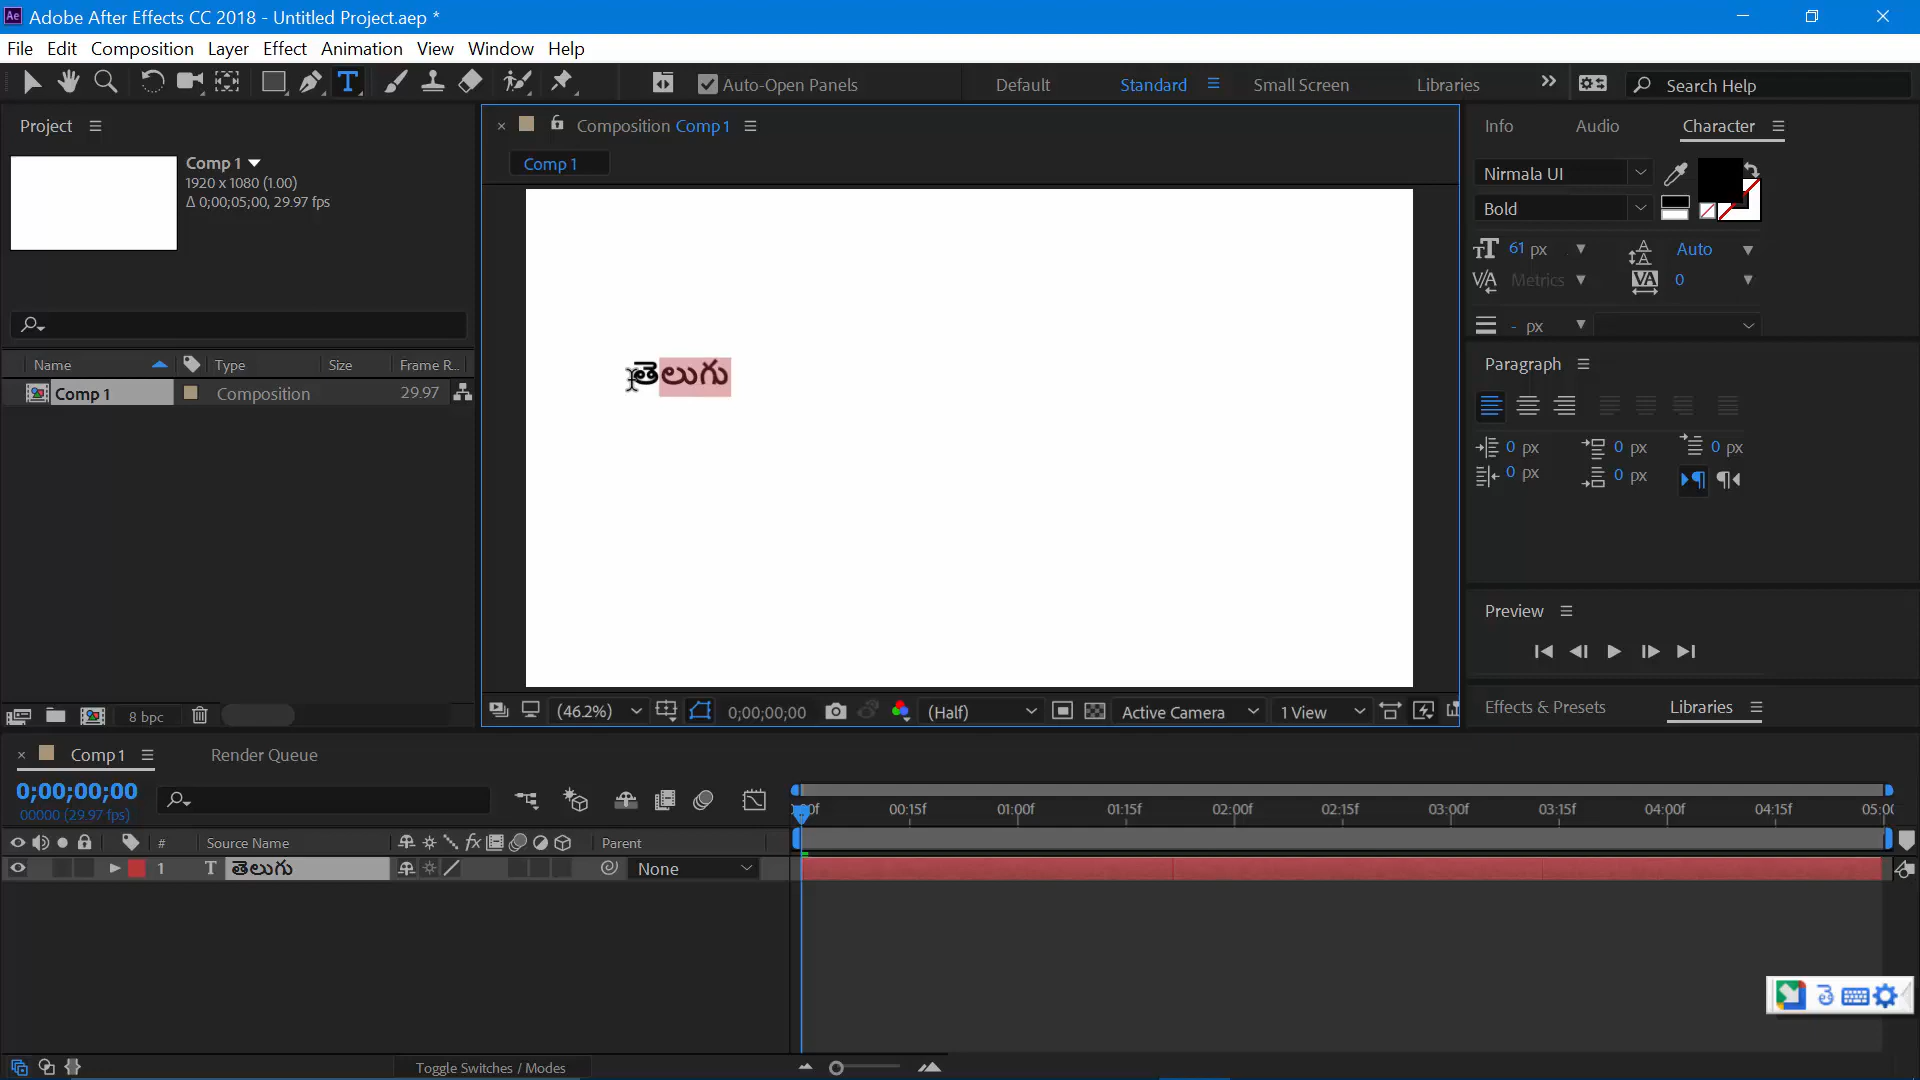 Adobe After Effects CC 2018 - Untitled Project.aep *
File Edit Composition Layer Effect Animation View Window Help
Auto-Open Panels Default Standard Small Screen Libraries Search Help
Project
Comp 1
1920 x 1080 (1.00)
Δ 0;00;05;00, 29.97 fps
Name Type Size Frame R...
Comp 1 Composition 29.97
8 bpc
Composition Comp 1
Comp 1
తెలుగు
(46.2%) 0;00;00;00 (Half) Active Camera 1 View
Info Audio Character
Nirmala UI
Bold
61 px Auto
Metrics 0
- px
Paragraph
0 px 0 px 0 px
0 px 0 px
Preview
Effects & Presets Libraries
Comp 1 Render Queue
0;00;00;00
00000 (29.97 fps)
00:15f 01:00f 01:15f 02:00f 02:15f 03:00f 03:15f 04:00f 04:15f
# Source Name Parent
1 T తెలుగు None
తె
Toggle Switches / Modes